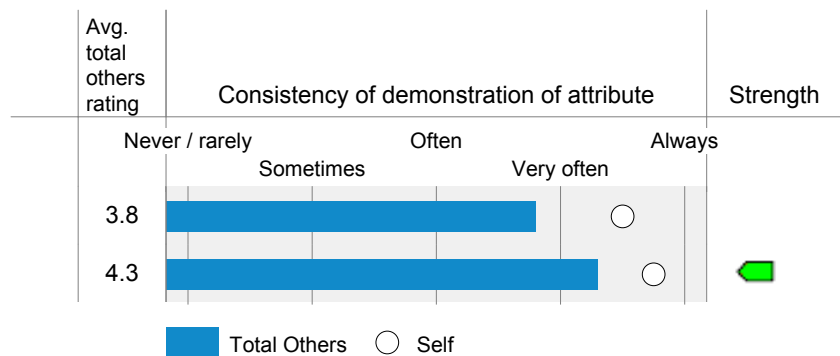 Avg.
total
others
rating
Consistency of demonstration of attribute
Strength
Never / rarely
Often
Always
Sometimes
Very often
3.8
4.3
Total Others
Self